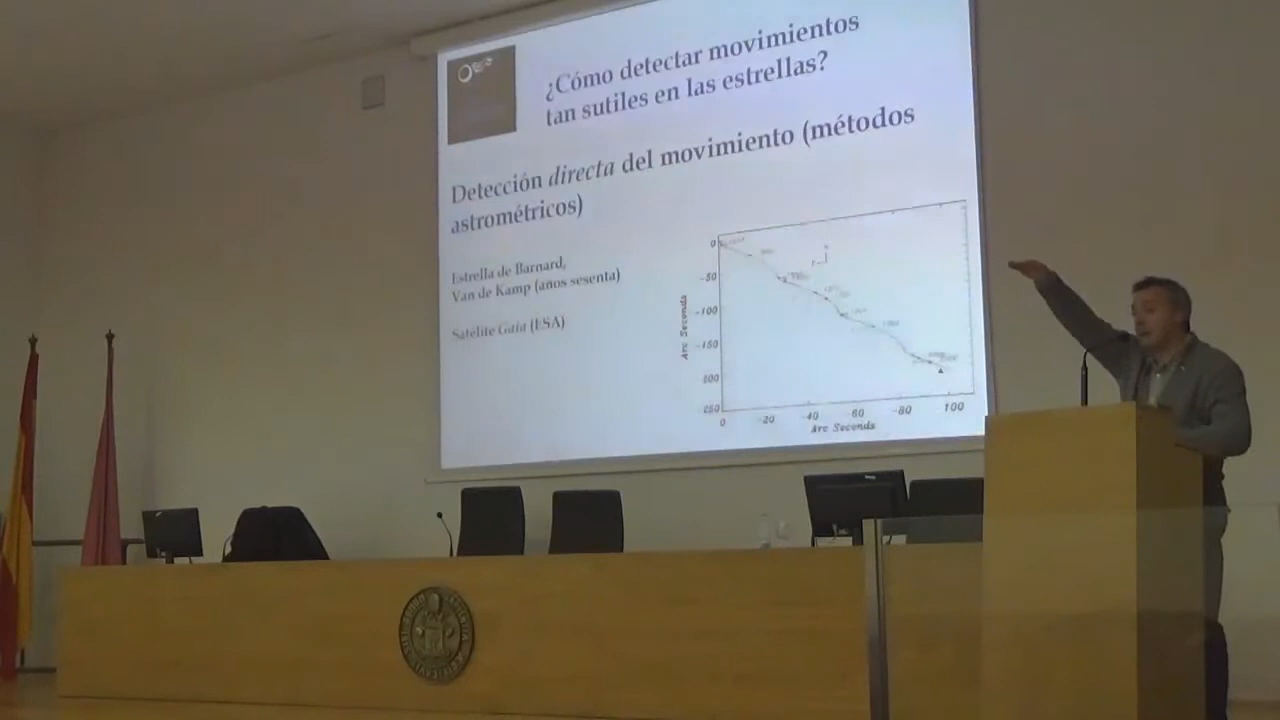 ¿Cómo detectar movimientos
tan sutiles en las estrellas?
Detección directa del movimiento (métodos
astrométricos)
Estrella de Barnard,
Van de Kamp (años sesenta)
Satélite Gaia (ESA)
0
-50
-100
-150
200
250
Arc Seconds
0
-20
-40
-60
-80
100
Arc Seconds